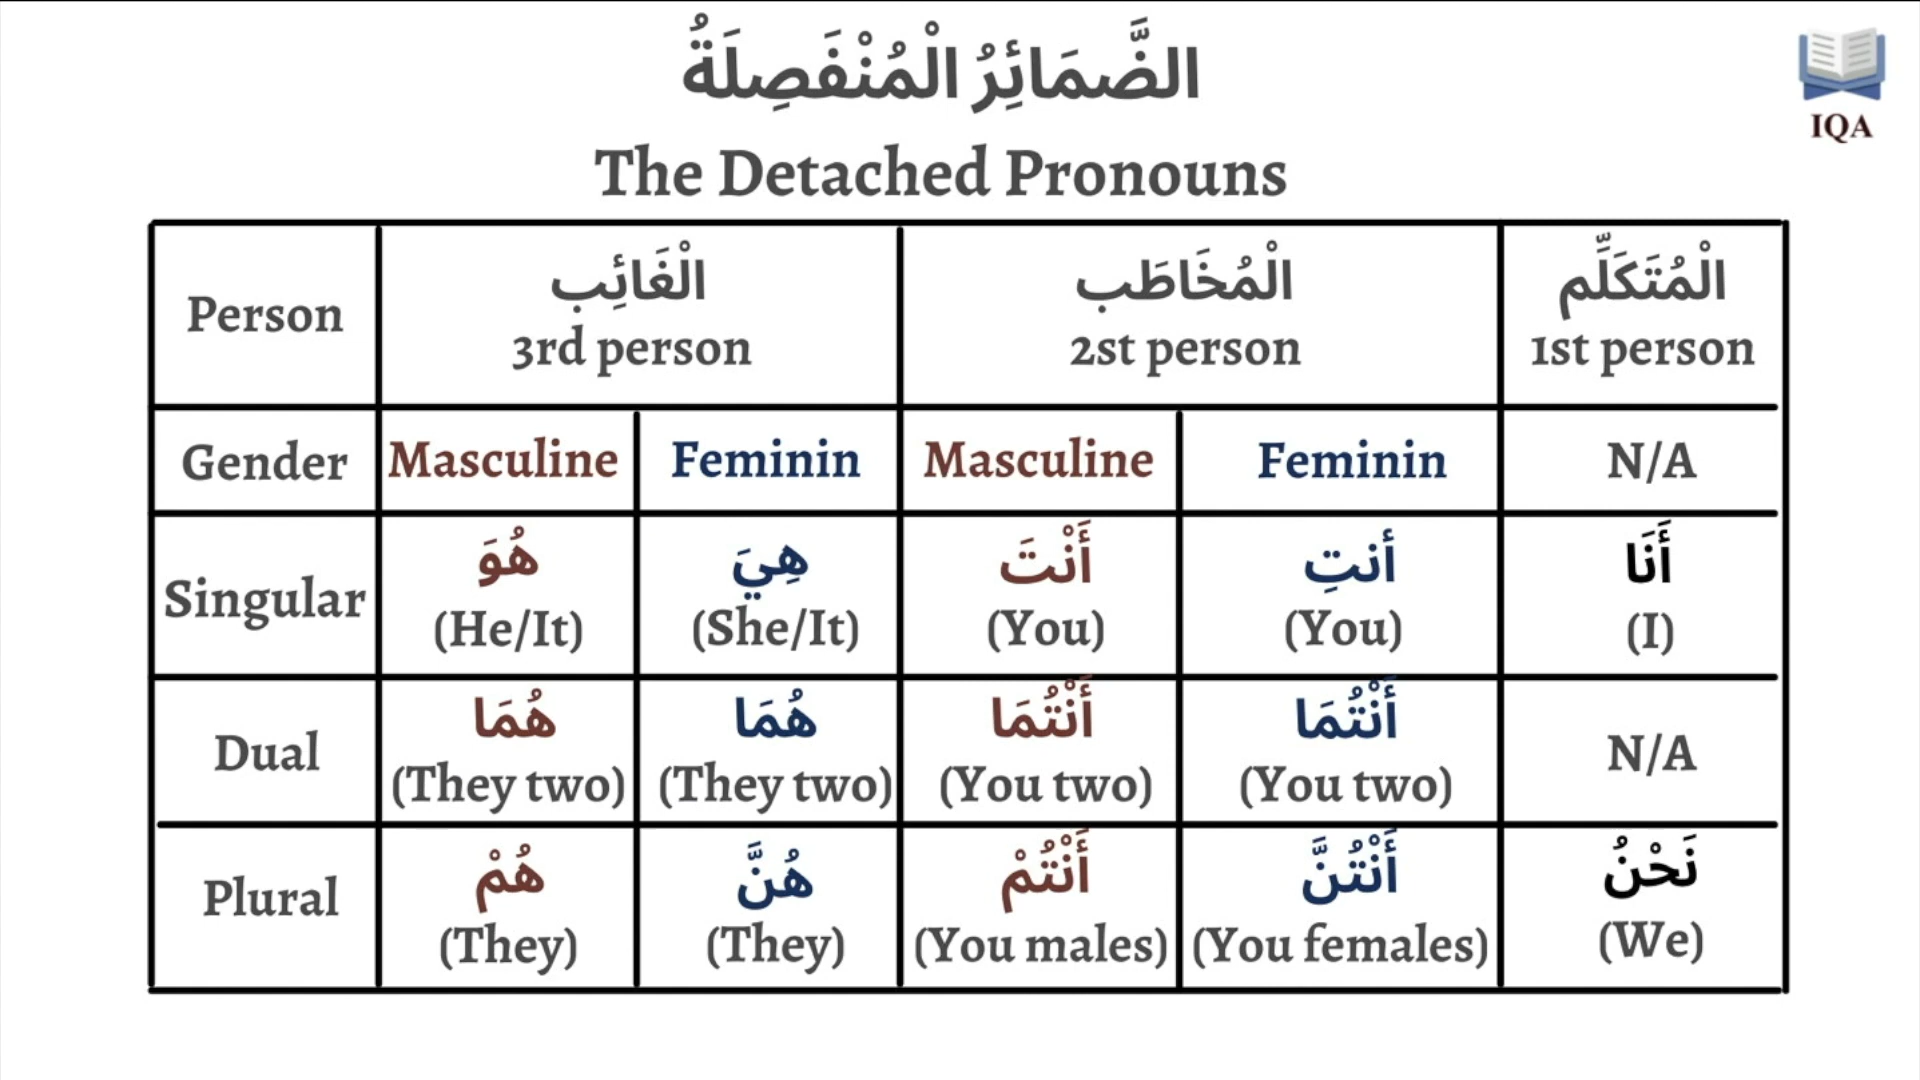 الضَّمَائِرُ الْمُنْفَصِلَةُ
IQA
The Detached Pronouns
Person
الْغَائِب
3rd person
الْمُخَاطَب
2st person
الْمُتَكَلِّم
1st person
Gender
Masculine
Feminin
Masculine
Feminin
N/A
Singular
هُوَ
(He/It)
هِيَ
(She/It)
أَنْتَ
(You)
أنتِ
(You)
أَنَا
(I)
Dual
هُمَا
(They two)
هُمَا
(They two)
أَنْتُمَا
(You two)
أَنْتُمَا
(You two)
N/A
Plural
هُمْ
(They)
هُنَّ
(They)
أَنْتُمْ
(You males)
أَنْتُنَّ
(You females)
نَحْنُ
(We)